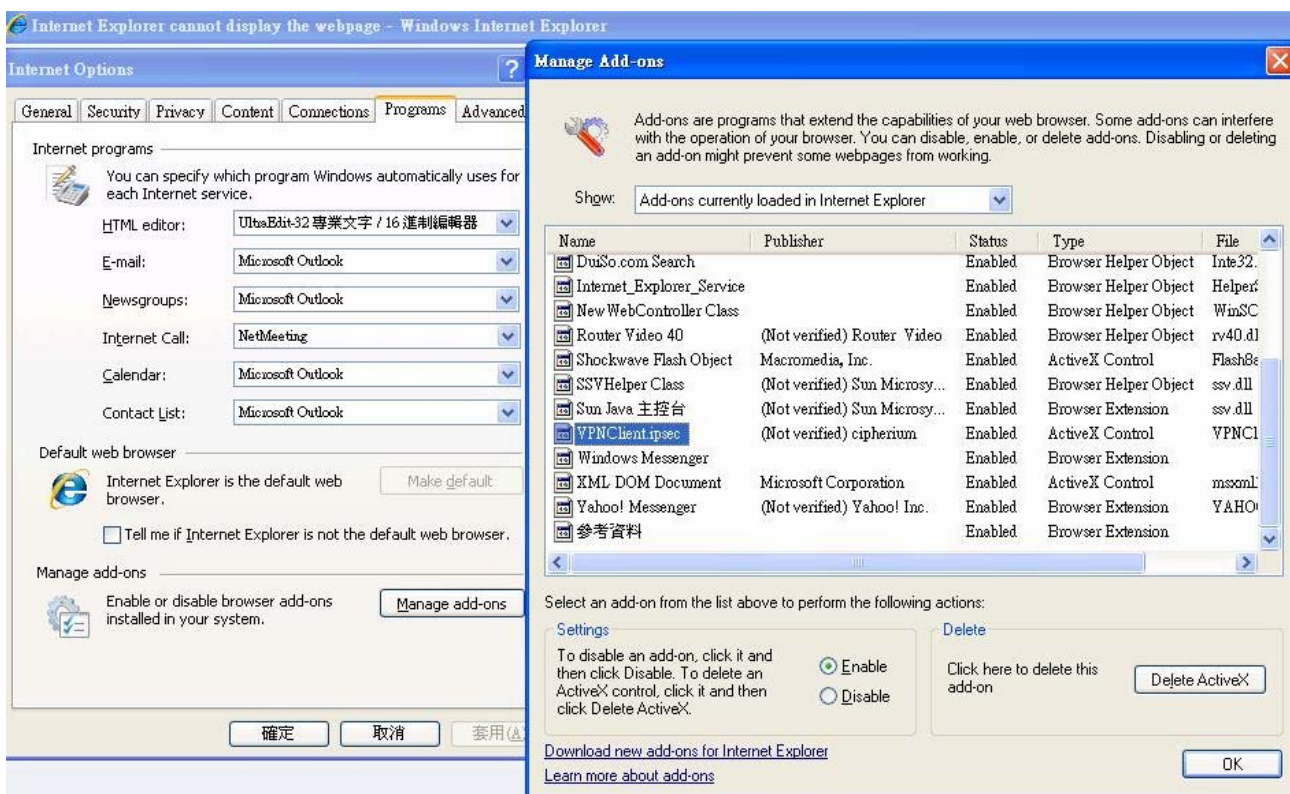 Internet Explorer cannot display the webpage - Windows Internet Explorer
Internet Options
?
General Security Privacy Content Connections Programs Advanced
Internet programs
You can specify which program Windows automatically uses for
each Internet service.
HTML editor: UltraEdit-32 專業文字 / 16 進制編輯器
E-mail: Microsoft Outlook
Newsgroups: Microsoft Outlook
Internet Call: NetMeeting
Calendar: Microsoft Outlook
Contact List: Microsoft Outlook
Default web browser
Internet Explorer is the default web
browser.
Make default
Tell me if Internet Explorer is not the default web browser.
Manage add-ons
Enable or disable browser add-ons
installed in your system.
Manage add-ons
確定 取消 套用(A)
Manage Add-ons
Add-ons are programs that extend the capabilities of your web browser. Some add-ons can interfere
with the operation of your browser. You can disable, enable, or delete add-ons. Disabling or deleting
an add-on might prevent some webpages from working.
Show: Add-ons currently loaded in Internet Explorer
Name Publisher Status Type File
DuiSo.com Search Enabled Browser Helper Object Inte32.
Internet_Explorer_Service Enabled Browser Helper Object HelperS
New WebController Class Enabled Browser Helper Object WinSC
Router Video 40 (Not verified) Router Video Enabled Browser Helper Object rv40.dl
Shockwave Flash Object Macromedia, Inc. Enabled ActiveX Control Flash8a
SSVHelper Class (Not verified) Sun Microsy... Enabled Browser Helper Object ssv.dll
Sun Java 主控台 (Not verified) Sun Microsy... Enabled Browser Extension ssv.dll
VPNClient.ipsec (Not verified) cipherium Enabled ActiveX Control VPNCl
Windows Messenger Enabled Browser Extension
XML DOM Document Microsoft Corporation Enabled ActiveX Control msxml
Yahoo! Messenger (Not verified) Yahoo! Inc. Enabled Browser Extension YAHO
參考資料 Enabled Browser Extension
Select an add-on from the list above to perform the following actions:
Settings
To disable an add-on, click it and
then click Disable. To delete an
ActiveX control, click it and then
click Delete ActiveX.
Enable
Disable
Delete
Click here to delete this
add-on
Delete ActiveX
Download new add-ons for Internet Explorer
Learn more about add-ons
OK